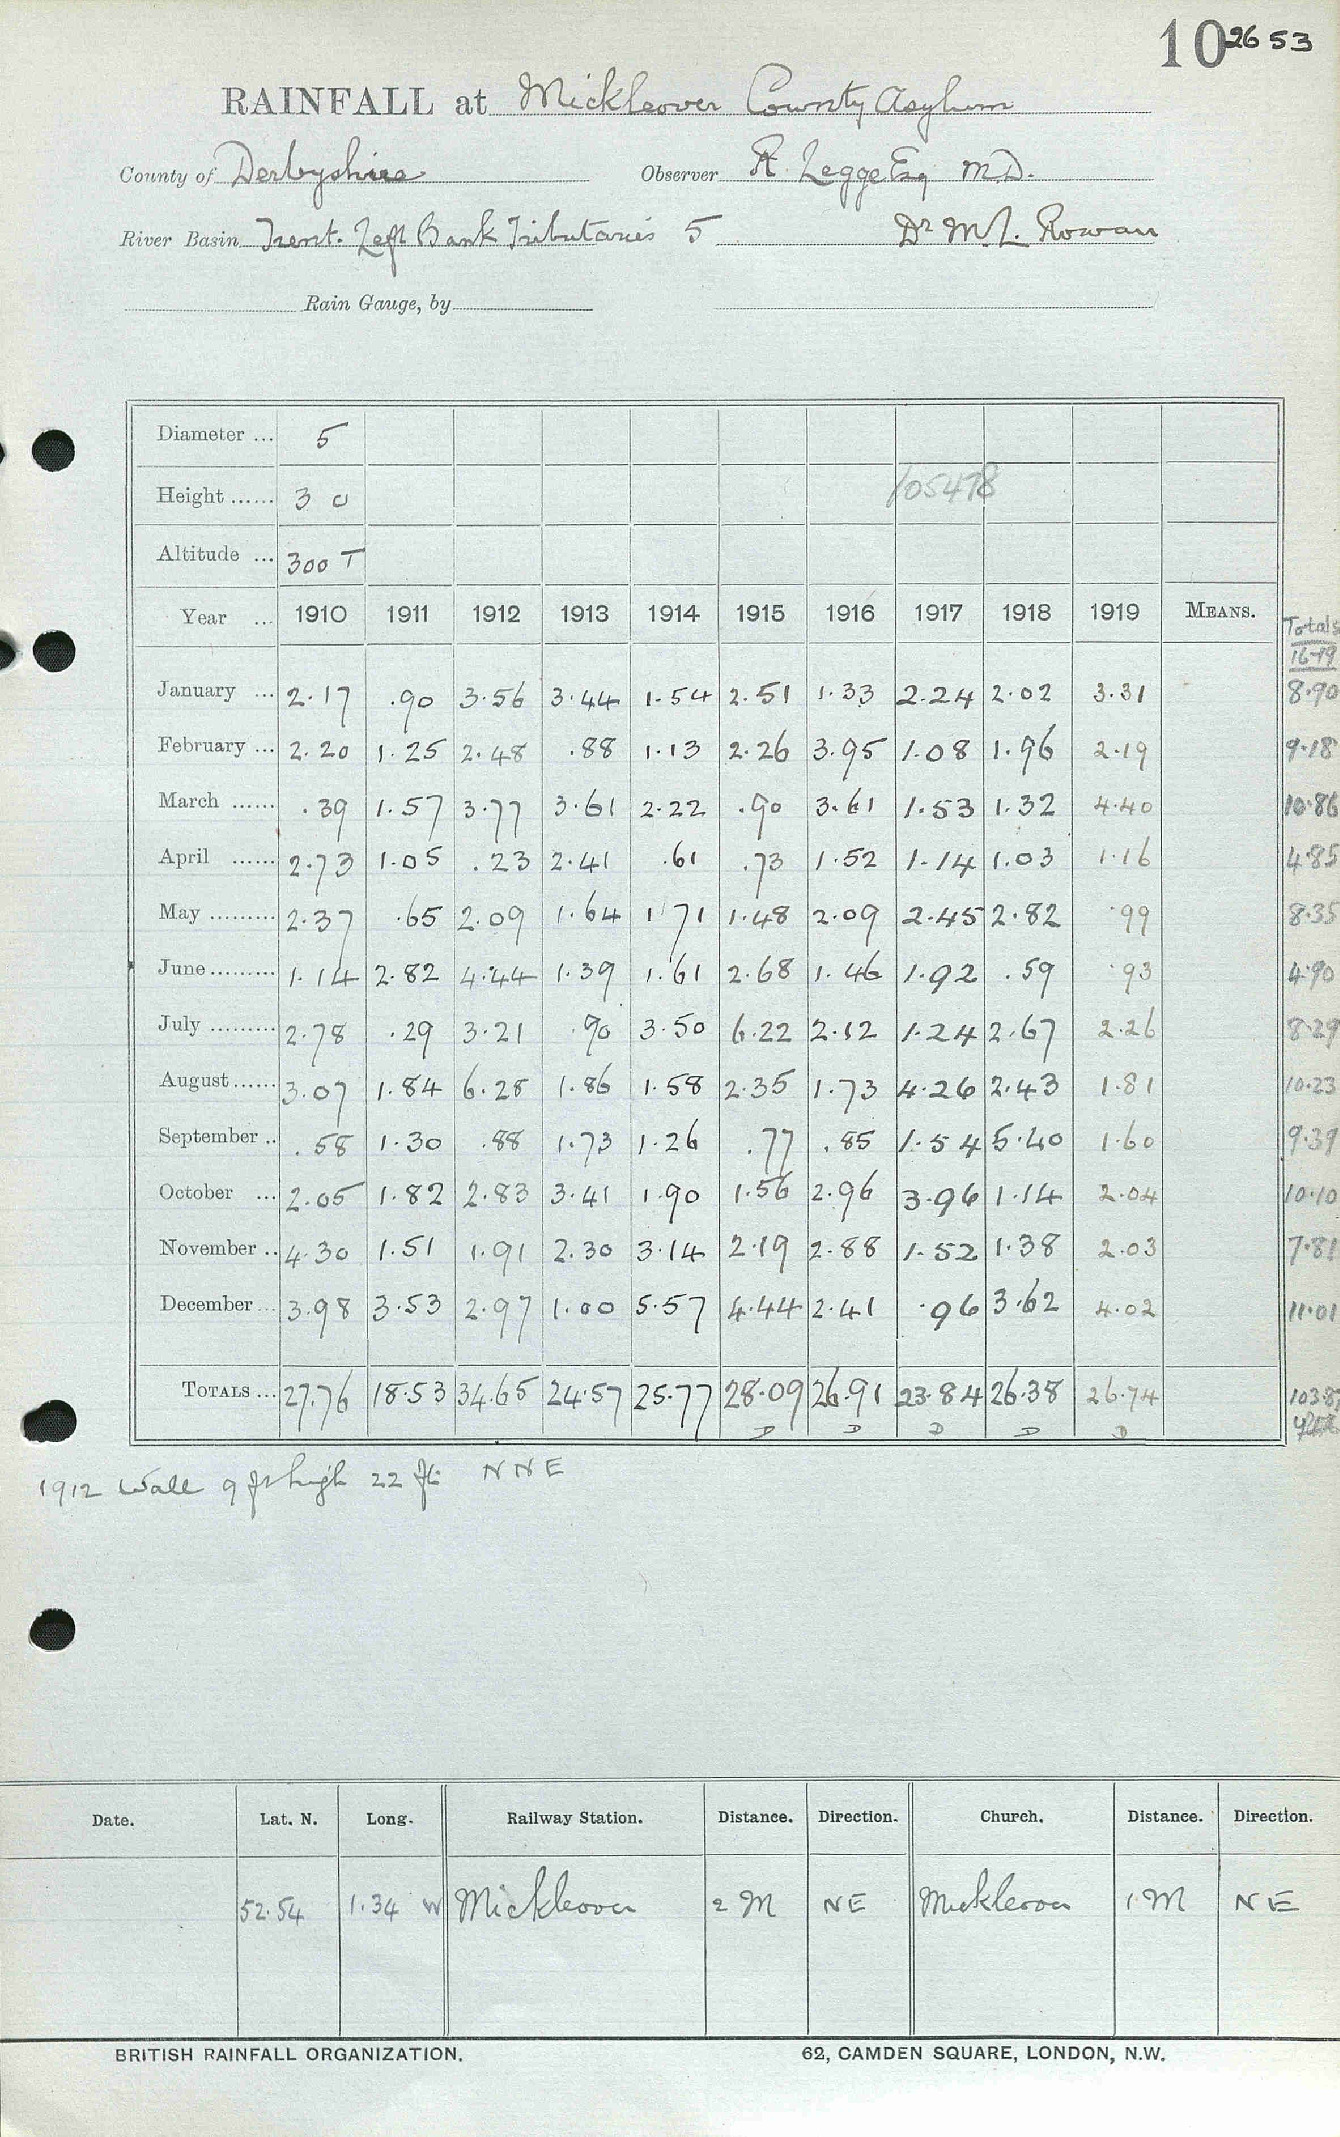 10 2653
RAINFALL at Mickleover County Asylum
County of Derbyshire Observer R. Legge Esq M.D.
River Basin Trent. Left Bank Tributaries 5 Dr M. L. Rowan
Rain Gauge, by
Diameter ... 5
Height ...... 3 0 105478
Altitude ... 300 T
Year ... 1910 1911 1912 1913 1914 1915 1916 1917 1918 1919 MEANS. Totals 16-19
January ... 2.17 .90 3.56 3.44 1.54 2.51 1.33 2.24 2.02 3.31 8.90
February ... 2.20 1.25 2.48 .88 1.13 2.26 3.95 1.08 1.96 2.19 9.18
March ...... .39 1.57 3.77 3.61 2.22 .90 3.61 1.53 1.32 4.40 10.86
April ...... 2.73 1.05 .23 2.41 .61 .73 1.52 1.14 1.03 1.16 4.85
May ......... 2.37 .65 2.09 1.64 1.71 1.48 2.09 2.45 2.82 .99 8.35
June ......... 1.14 2.82 4.44 1.39 1.61 2.68 1.46 1.92 .59 .93 4.90
July ......... 2.78 .29 3.21 .90 3.50 6.22 2.12 1.24 2.67 2.26 8.29
August ...... 3.07 1.84 6.28 1.86 1.58 2.35 1.73 4.26 2.43 1.81 10.23
September .. .58 1.30 .88 1.73 1.26 .77 .85 1.54 5.40 1.60 9.39
October ... 2.05 1.82 2.83 3.41 1.90 1.56 2.96 3.96 1.14 2.04 10.10
November .. 4.30 1.51 1.91 2.30 3.14 2.19 2.88 1.52 1.38 2.03 7.81
December ... 3.98 3.53 2.97 1.00 5.57 4.44 2.41 .96 3.62 4.02 11.01
TOTALS ... 27.76 18.53 34.65 24.57 25.77 28.09 26.91 23.84 26.38 26.74 103.87
D D D D D
1912 Wall 9 ft high 22 ft NNE
Date. Lat. N. Long. Railway Station. Distance. Direction. Church. Distance. Direction.
52.54 1.34 W Mickleover 2 M NE Mickleover 1 M NE
BRITISH RAINFALL ORGANIZATION. 62, CAMDEN SQUARE, LONDON, N.W.